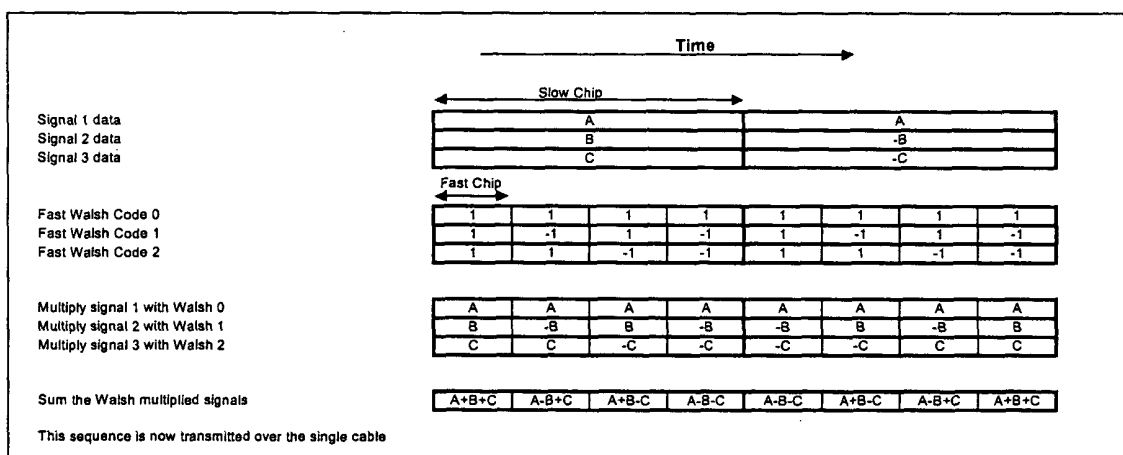 Time
Slow Chip
Signal 1 data A A
Signal 2 data B -B
Signal 3 data C -C
Fast Chip
Fast Walsh Code 0 1 1 1 1 1 1 1 1
Fast Walsh Code 1 1 -1 1 -1 1 -1 1 -1
Fast Walsh Code 2 1 1 -1 -1 1 1 -1 -1
Multiply signal 1 with Walsh 0 A A A A A A A A
Multiply signal 2 with Walsh 1 B -B B -B -B B -B B
Multiply signal 3 with Walsh 2 C C -C -C -C -C C C
Sum the Walsh multiplied signals A+B+C A-B+C A+B-C A-B-C A-B-C A+B-C A-B+C A+B+C
This sequence is now transmitted over the single cable